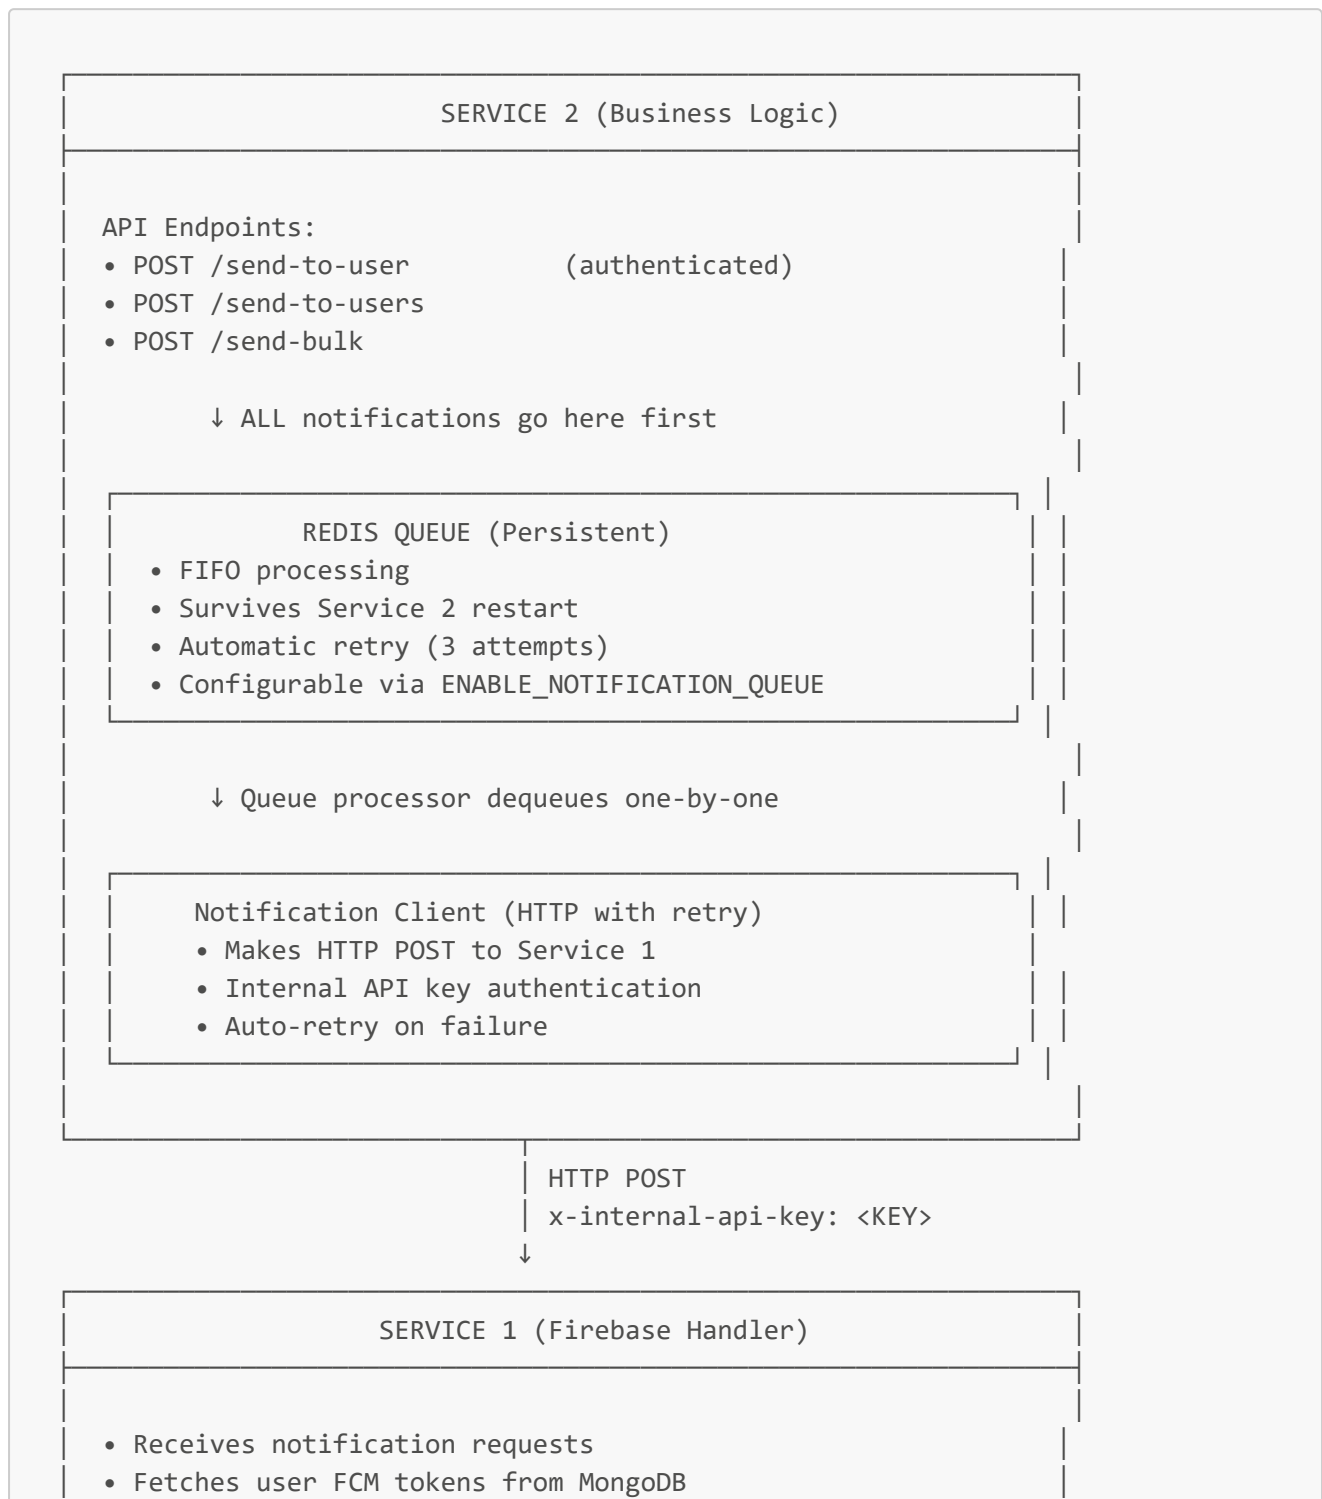 SERVICE 2 (Business Logic)
API Endpoints:
• POST /send-to-user (authenticated)
• POST /send-to-users
• POST /send-bulk
↓ ALL notifications go here first
REDIS QUEUE (Persistent)
• FIFO processing
• Survives Service 2 restart
• Automatic retry (3 attempts)
• Configurable via ENABLE_NOTIFICATION_QUEUE
↓ Queue processor dequeues one-by-one
Notification Client (HTTP with retry)
• Makes HTTP POST to Service 1
• Internal API key authentication
• Auto-retry on failure
HTTP POST
x-internal-api-key: <KEY>
↓
SERVICE 1 (Firebase Handler)
• Receives notification requests
• Fetches user FCM tokens from MongoDB